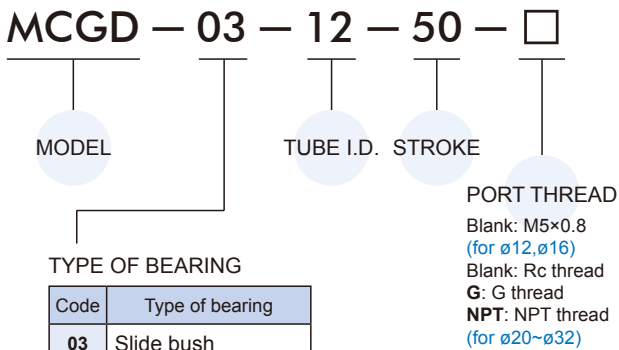 MCGD – 03 – 12 – 50 – □
MODEL
TUBE I.D.
STROKE
PORT THREAD
Blank: M5×0.8
(for ø12,ø16)
Blank: Rc thread
G: G thread
NPT: NPT thread
(for ø20~ø32)
TYPE OF BEARING
Code Type of bearing
03 Slide bush